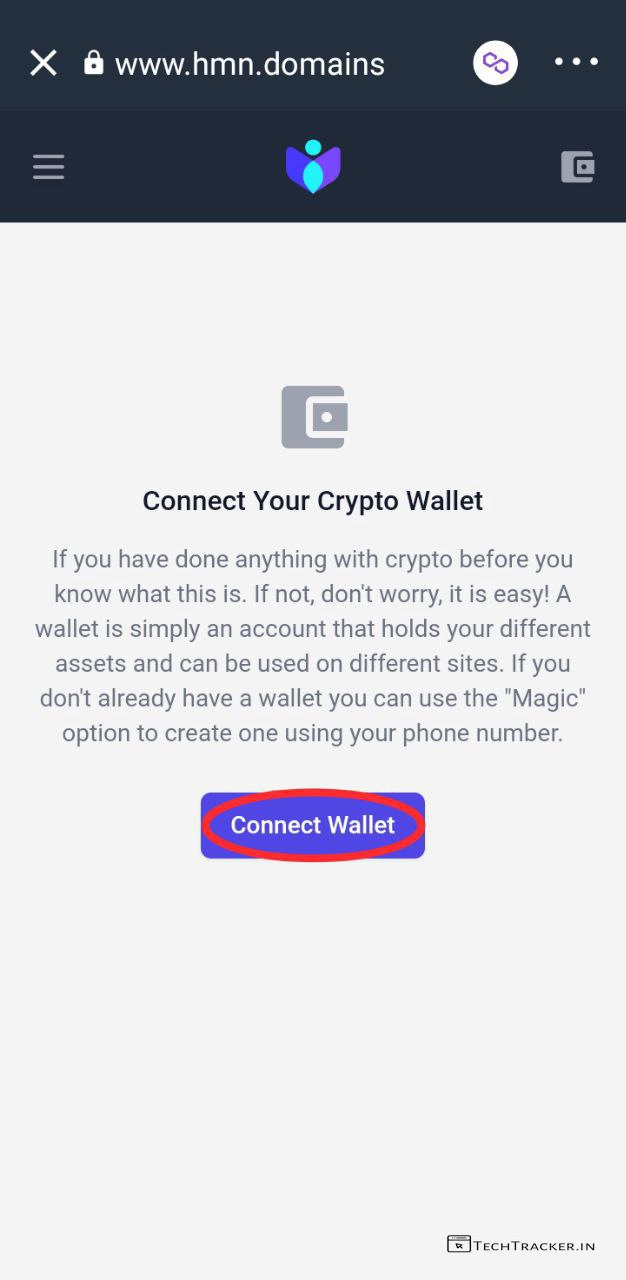 www.hmn.domains
Connect Your Crypto Wallet
If you have done anything with crypto before you
know what this is. If not, don't worry, it is easy! A
wallet is simply an account that holds your different
assets and can be used on different sites. If you
don't already have a wallet you can use the "Magic"
option to create one using your phone number.
Connect Wallet
TechTracker.in